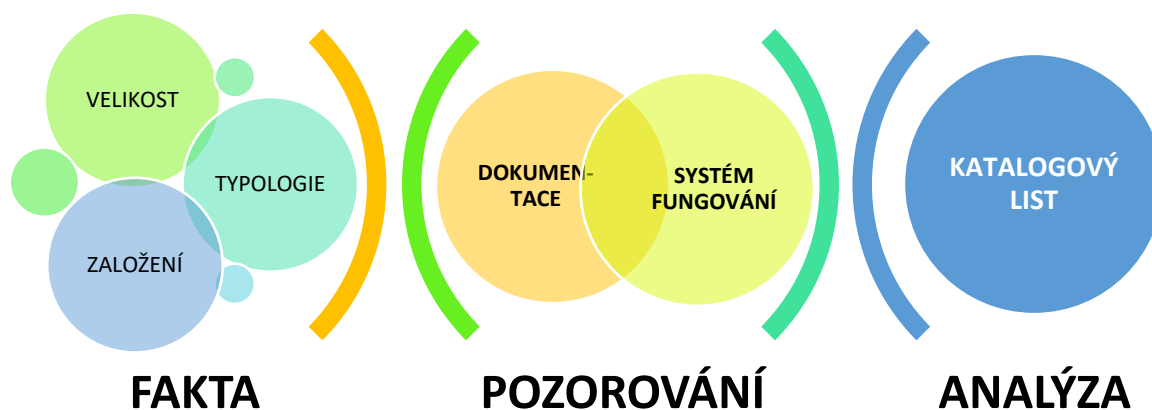 VELIKOST
TYPOLOGIE
ZALOŽENÍ
DOKUMEN-
TACE
SYSTÉM
FUNGOVÁNÍ
KATALOGOVÝ
LIST
FAKTA
POZOROVÁNÍ
ANALÝZA